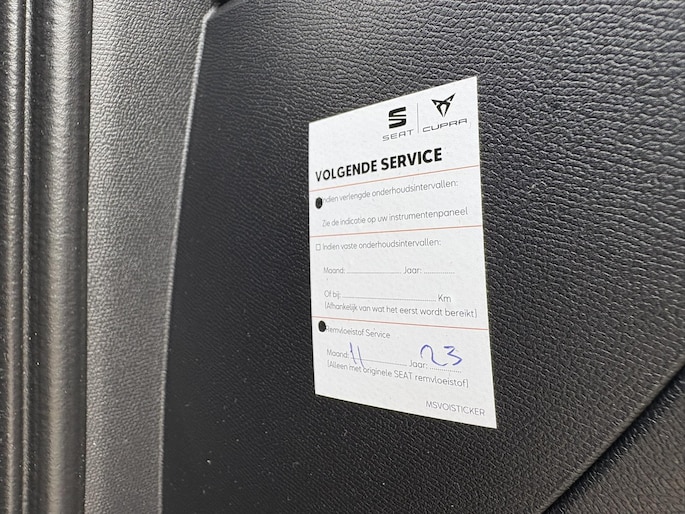 SEAT CUPRA
VOLGENDE SERVICE
Indien verlengde onderhoudsintervallen:
Zie de indicatie op uw instrumentenpaneel
Indien vaste onderhoudsintervallen:
Maand: Jaar:
Of bij: Km
(Afhankelijk van wat het eerst wordt bereikt)
Remvloeistof Service
Maand: 11 Jaar: 23
(Alleen met originele SEAT remvloeistof)
MSVOISTICKER